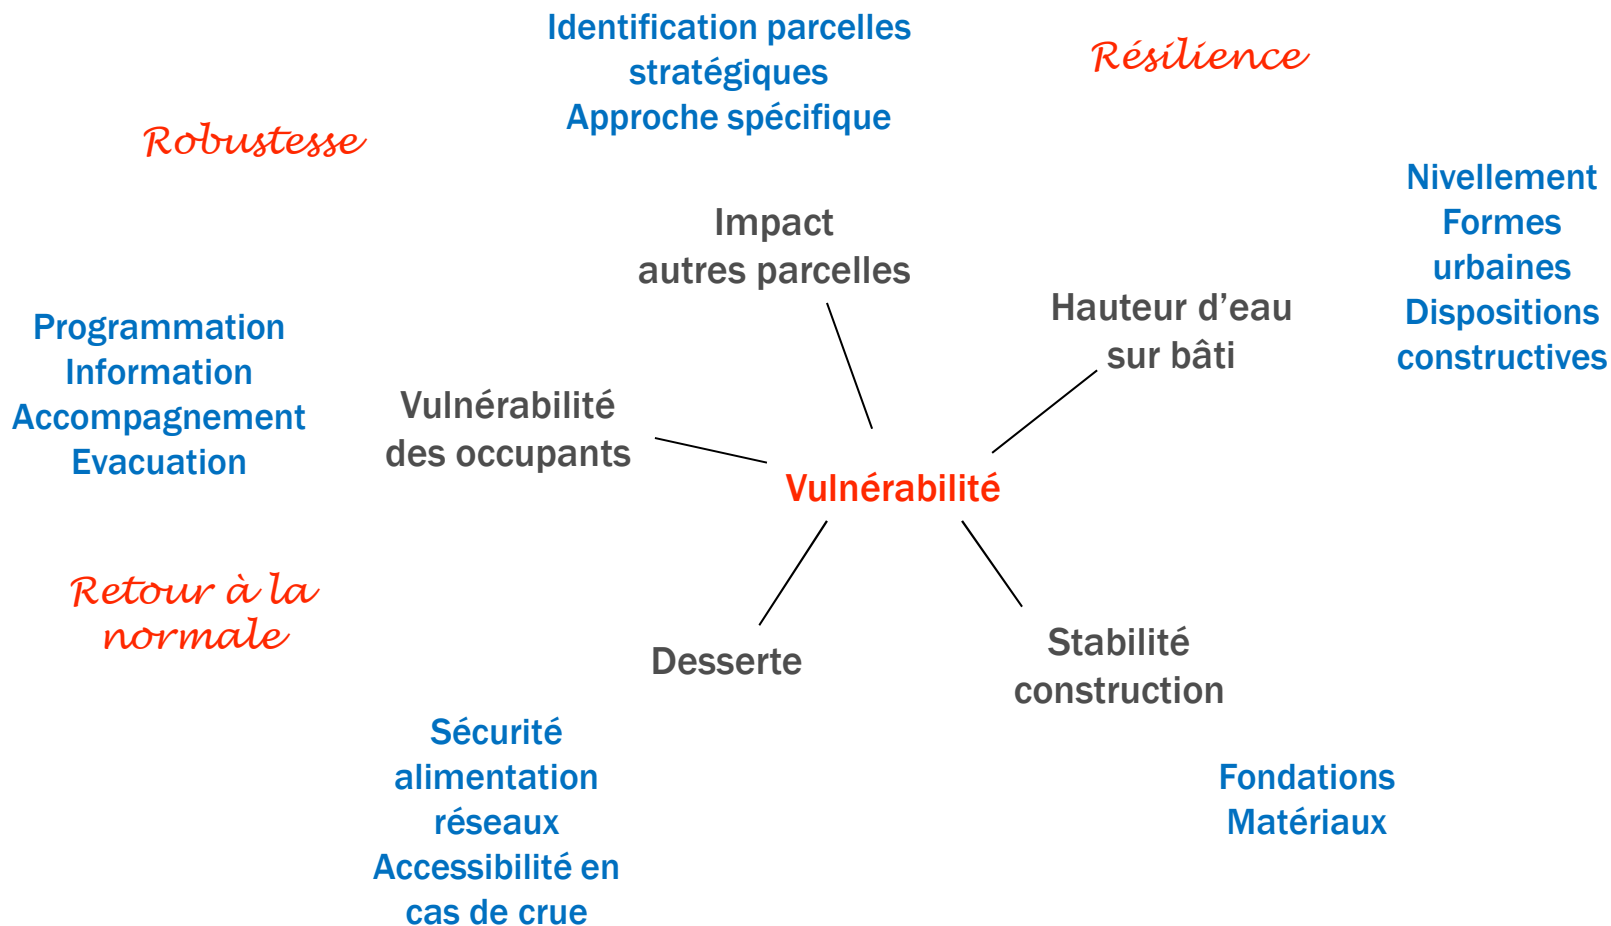 Identification parcelles
stratégiques
Approche spécifique
Résilience
Robustesse
Nivellement
Formes
urbaines
Dispositions
constructives
Impact
autres parcelles
Hauteur d’eau
sur bâti
Programmation
Information
Accompagnement
Evacuation
Vulnérabilité
des occupants
Vulnérabilité
Retour à la
normale
Desserte
Stabilité
construction
Sécurité
alimentation
réseaux
Accessibilité en
cas de crue
Fondations
Matériaux